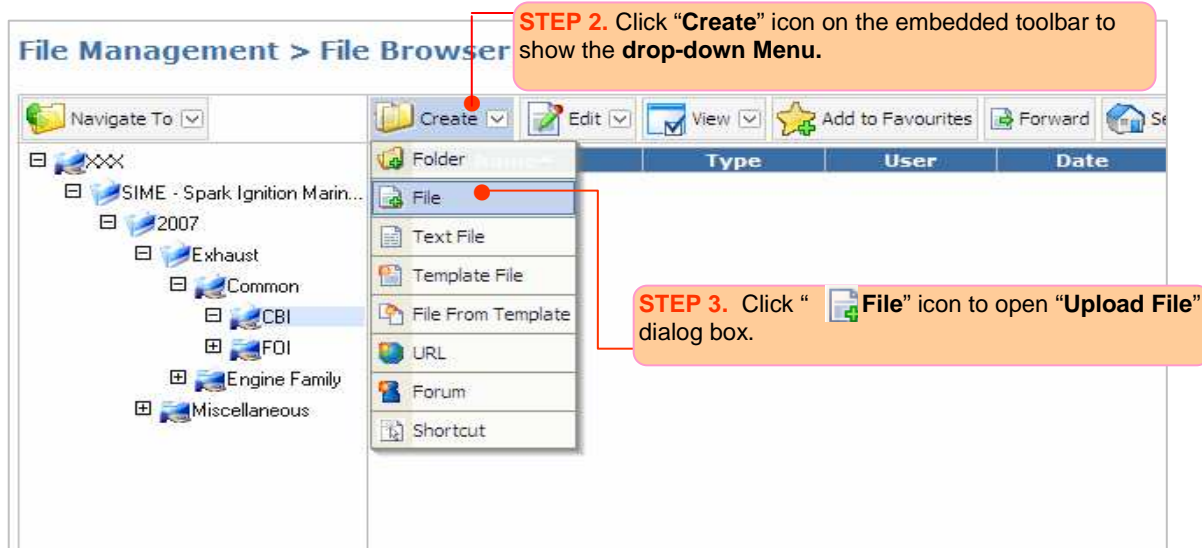 STEP 2. Click “Create” icon on the embedded toolbar to
show the drop-down Menu.
File Management > File Browser
Navigate To
Create
Edit
View
Add to Favourites
Forward
XXX
SIME - Spark Ignition Marin...
2007
Exhaust
Common
CBI
FOI
Engine Family
Miscellaneous
Type
User
Date
Folder
File
Text File
Template File
File From Template
URL
Forum
Shortcut
STEP 3. Click “ File” icon to open “Upload File”
dialog box.